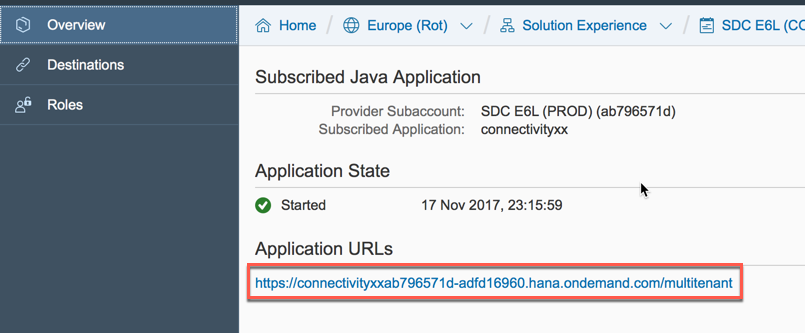 Overview
Destinations
Roles
Home / Europe (Rot) / Solution Experience / SDC E6L (CO
Subscribed Java Application
Provider Subaccount: SDC E6L (PROD) (ab796571d)
Subscribed Application: connectivityxx
Application State
Started 17 Nov 2017, 23:15:59
Application URLs
https://connectivityxxab796571d-adfd16960.hana.ondemand.com/multitenant